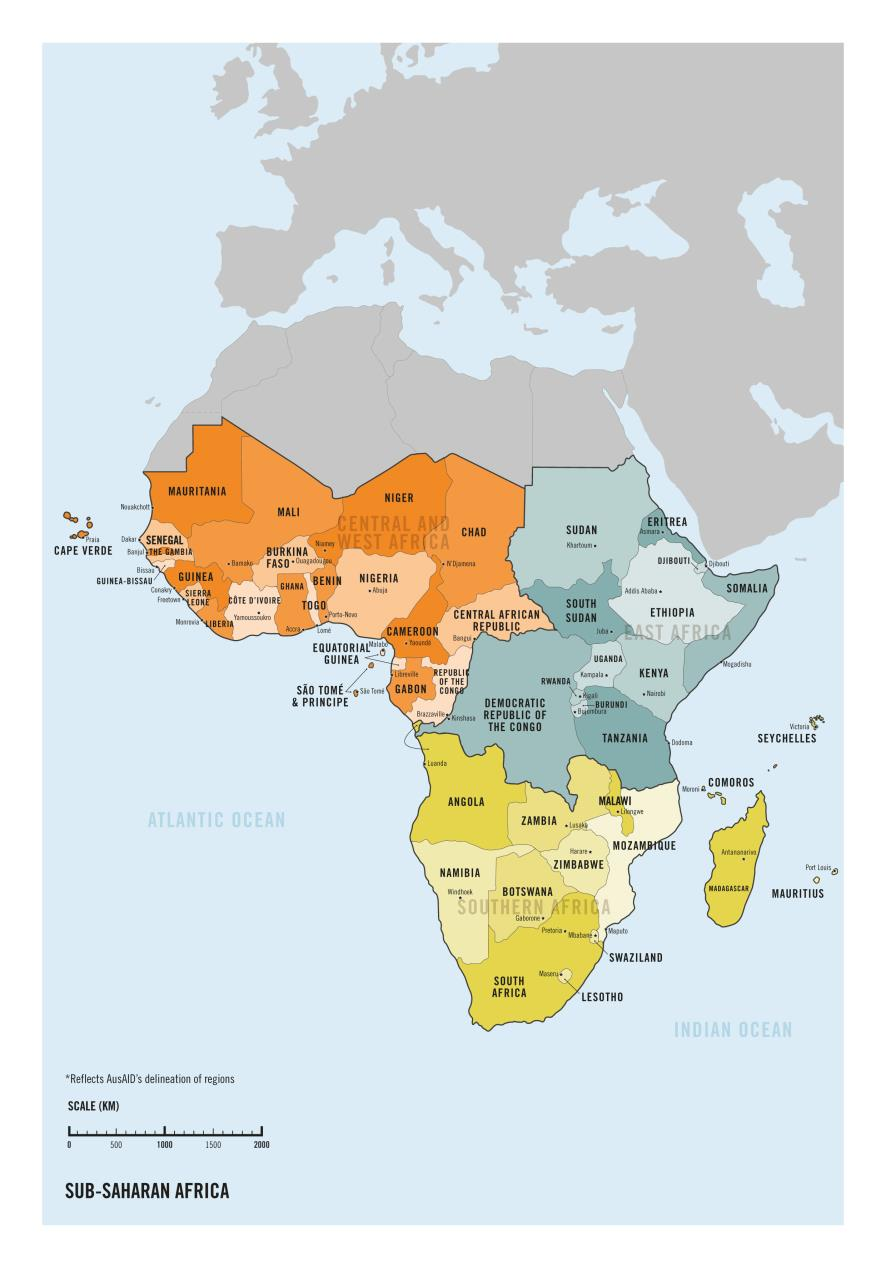 MAURITANIA
NIGER
MALI
CENTRAL AND
WEST AFRICA
Nouakchott
CHAD
SUDAN
Khartoum
ERITREA
Asmara
Praia
CAPE VERDE
Dakar
SENEGAL
Banjul
THE GAMBIA
Niamey
BURKINA
FASO
Ouagadougou
Bissau
GUINEA-BISSAU
GUINEA
Bamako
N'Djamena
DJIBOUTI
Djibouti
BENIN
NIGERIA
Abuja
GHANA
Conakry
Freetown
SIERRA
LEONE
CÔTE D'IVOIRE
Yamoussoukro
TOGO
Porto-Novo
Addis Ababa
SOMALIA
ETHIOPIA
SOUTH
SUDAN
Juba
EAST AFRICA
CENTRAL AFRICAN
REPUBLIC
Bangui
Monrovia
LIBERIA
Accra
Lomé
CAMEROON
Yaoundé
EQUATORIAL
GUINEA
Malabo
Libreville
GABON
REPUBLIC
OF THE
CONGO
SÃO TOMÉ
& PRINCIPE
São Tomé
Brazzaville
Kinshasa
UGANDA
Kampala
KENYA
Nairobi
Mogadishu
RWANDA
Kigali
BURUNDI
Bujumbura
DEMOCRATIC
REPUBLIC OF
THE CONGO
TANZANIA
Dodoma
Victoria
SEYCHELLES
Luanda
ANGOLA
ATLANTIC OCEAN
ZAMBIA
Lusaka
MALAWI
Lilongwe
Moroni
COMOROS
Harare
ZIMBABWE
MOZAMBIQUE
Antananarivo
MADAGASCAR
Port Louis
MAURITIUS
NAMIBIA
Windhoek
BOTSWANA
SOUTHERN AFRICA
Gaborone
Pretoria
Mbabane
Maputo
SWAZILAND
Maseru
SOUTH
AFRICA
LESOTHO
INDIAN OCEAN
*Reflects AusAID's delineation of regions
SCALE (KM)
0 500 1000 1500 2000
SUB-SAHARAN AFRICA